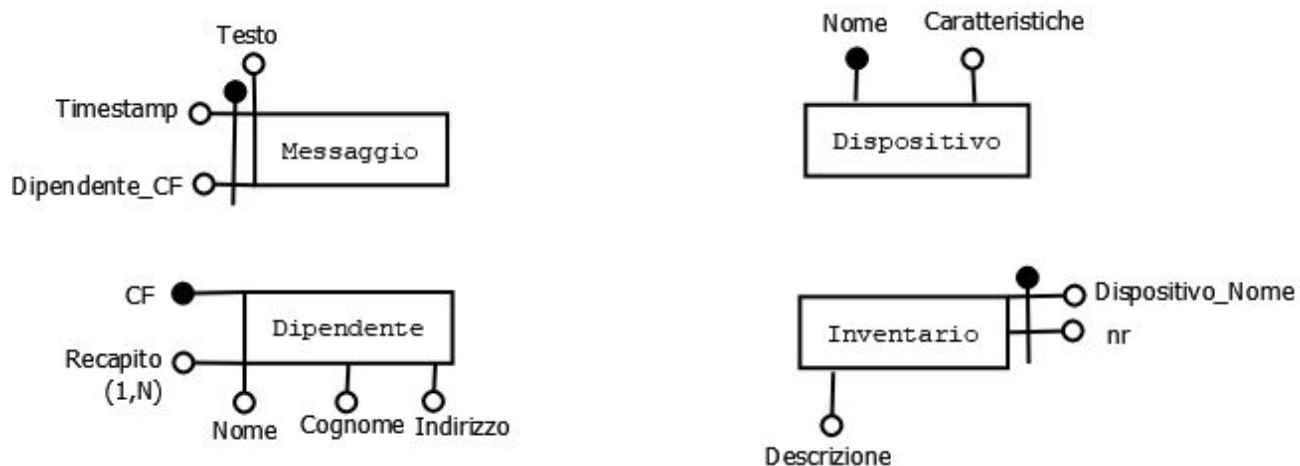 Testo
Timestamp
Messaggio
Dipendente_CF
Nome
Caratteristiche
Dispositivo
CF
Dipendente
Recapito
(1,N)
Nome
Cognome
Indirizzo
Dispositivo_Nome
Inventario
nr
Descrizione